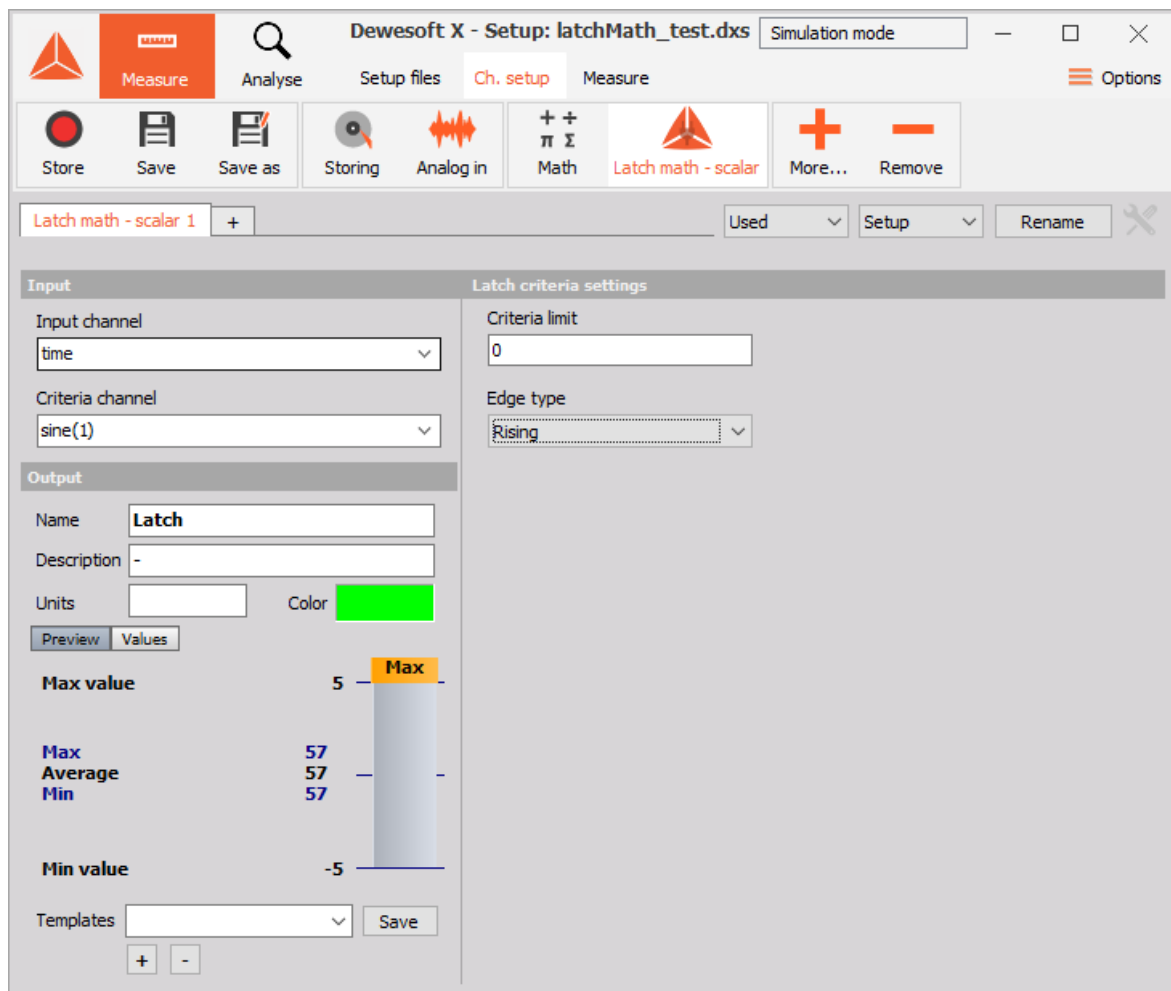 Dewesoft X - Setup: latchMath_test.dxs
Simulation mode
Measure
Analyse
Setup files
Ch. setup
Measure
Options
Store
Save
Save as
Storing
Analog in
+ ÷
π Σ
Math
Latch math - scalar
More...
Remove
Latch math - scalar 1
+
Used
Setup
Rename
Input
Latch criteria settings
Input channel
time
Criteria channel
sine(1)
Criteria limit
0
Edge type
Rising
Output
Name
Latch
Description
-
Units
Color
Preview
Values
Max value
5
Max
Max
57
Average
57
Min
57
Min value
-5
Templates
Save
+
-